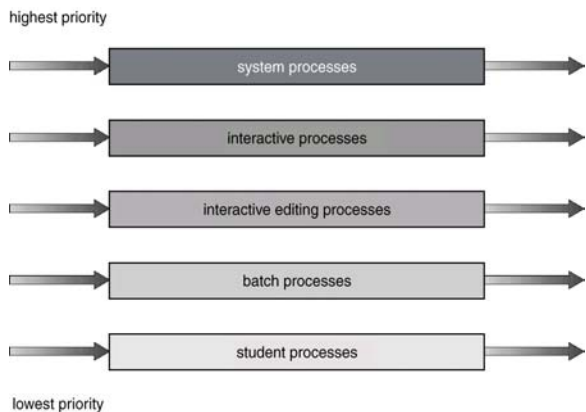 highest priority
system processes
interactive processes
interactive editing processes
batch processes
student processes
lowest priority